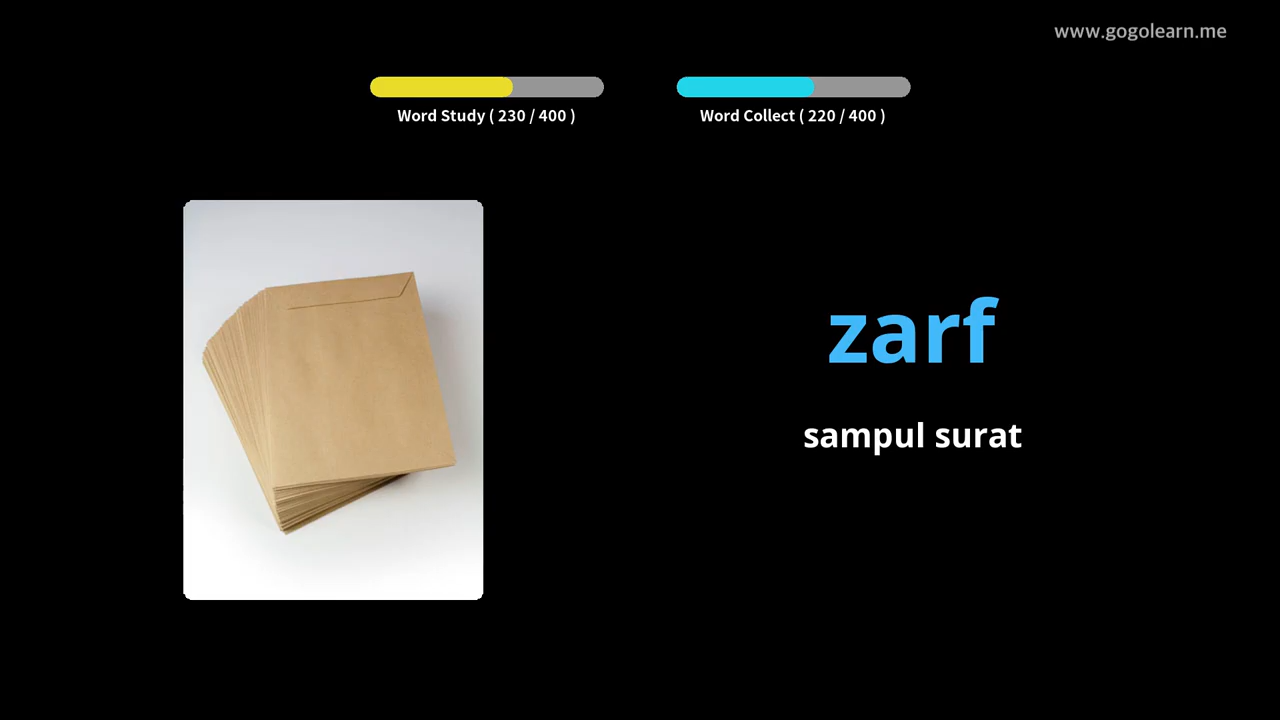 www.gogolearn.me
Word Study ( 230 / 400 )
Word Collect ( 220 / 400 )
zarf
sampul surat